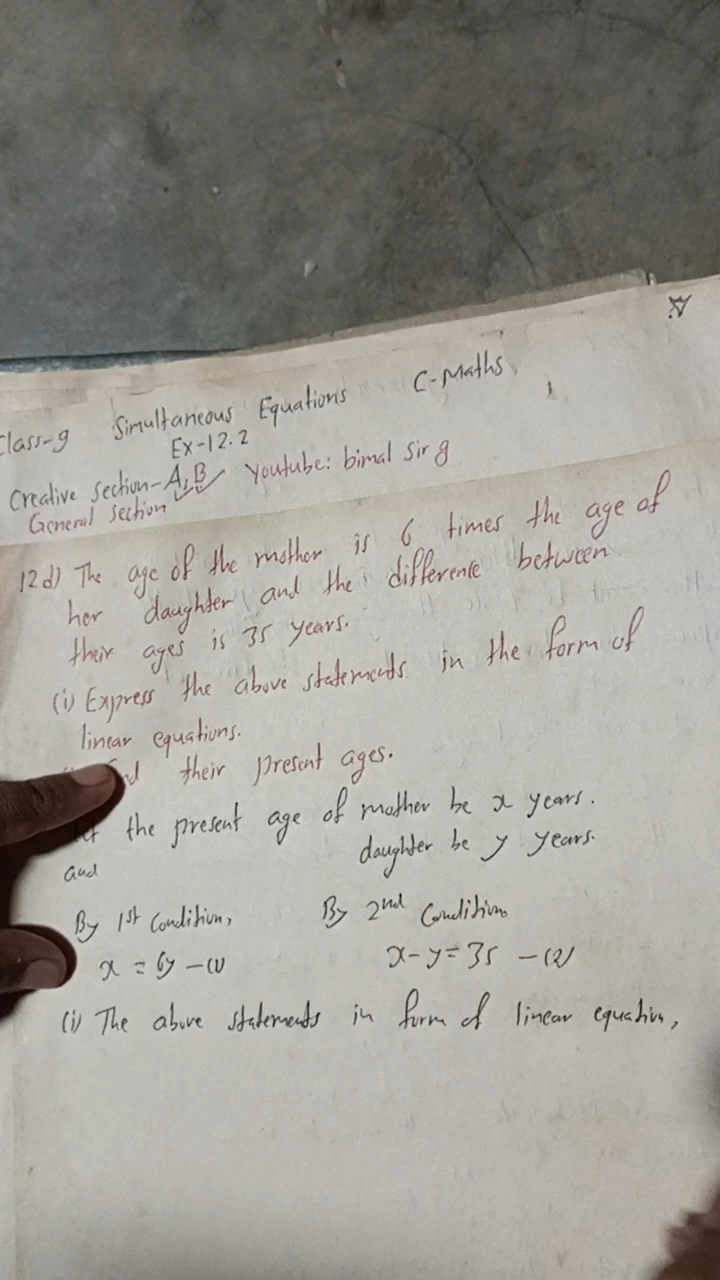 Class-9 Simultaneous Equations C-Maths
Ex-12.2
Creative section-A,B Youtube: bimal Sir g
General section
12d) The age of the mother is 6 times the age of
her daughter and the difference between
their ages is 35 years.
(i) Express the above statements in the form of
linear equations.
their present ages.
the present age of mother be x years.
and daughter be y years.
By 1st Condition, By 2nd Condition,
x = 6y -(1) x-y=35 -(2)
(i) The above statements in form of linear equation,